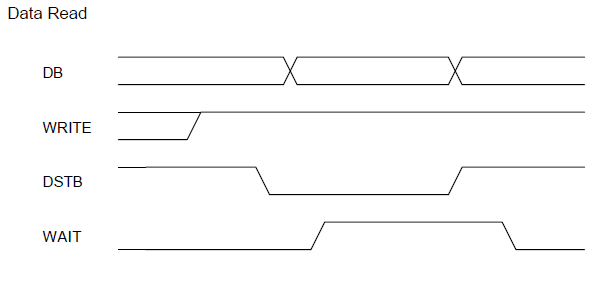 Data Read
DB
WRITE
DSTB
WAIT